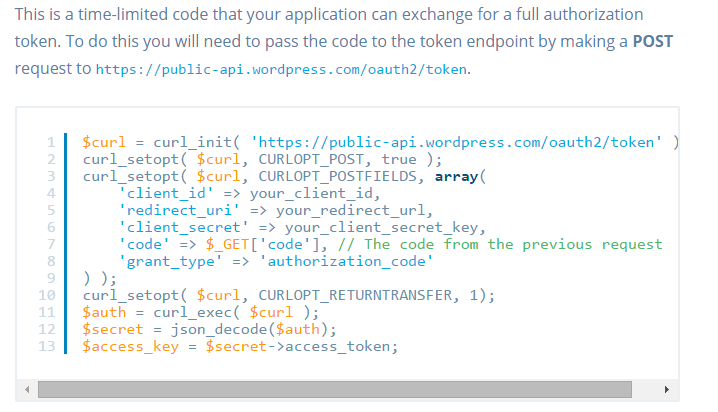 This is a time-limited code that your application can exchange for a full authorization
token. To do this you will need to pass the code to the token endpoint by making a POST
request to https://public-api.wordpress.com/oauth2/token.
1 $curl = curl_init( 'https://public-api.wordpress.com/oauth2/token' )
2 curl_setopt( $curl, CURLOPT_POST, true );
3 curl_setopt( $curl, CURLOPT_POSTFIELDS, array(
4 'client_id' => your_client_id,
5 'redirect_uri' => your_redirect_url,
6 'client_secret' => your_client_secret_key,
7 'code' => $_GET['code'], // The code from the previous request
8 'grant_type' => 'authorization_code'
9 ) );
10 curl_setopt( $curl, CURLOPT_RETURNTRANSFER, 1);
11 $auth = curl_exec( $curl );
12 $secret = json_decode($auth);
13 $access_key = $secret->access_token;